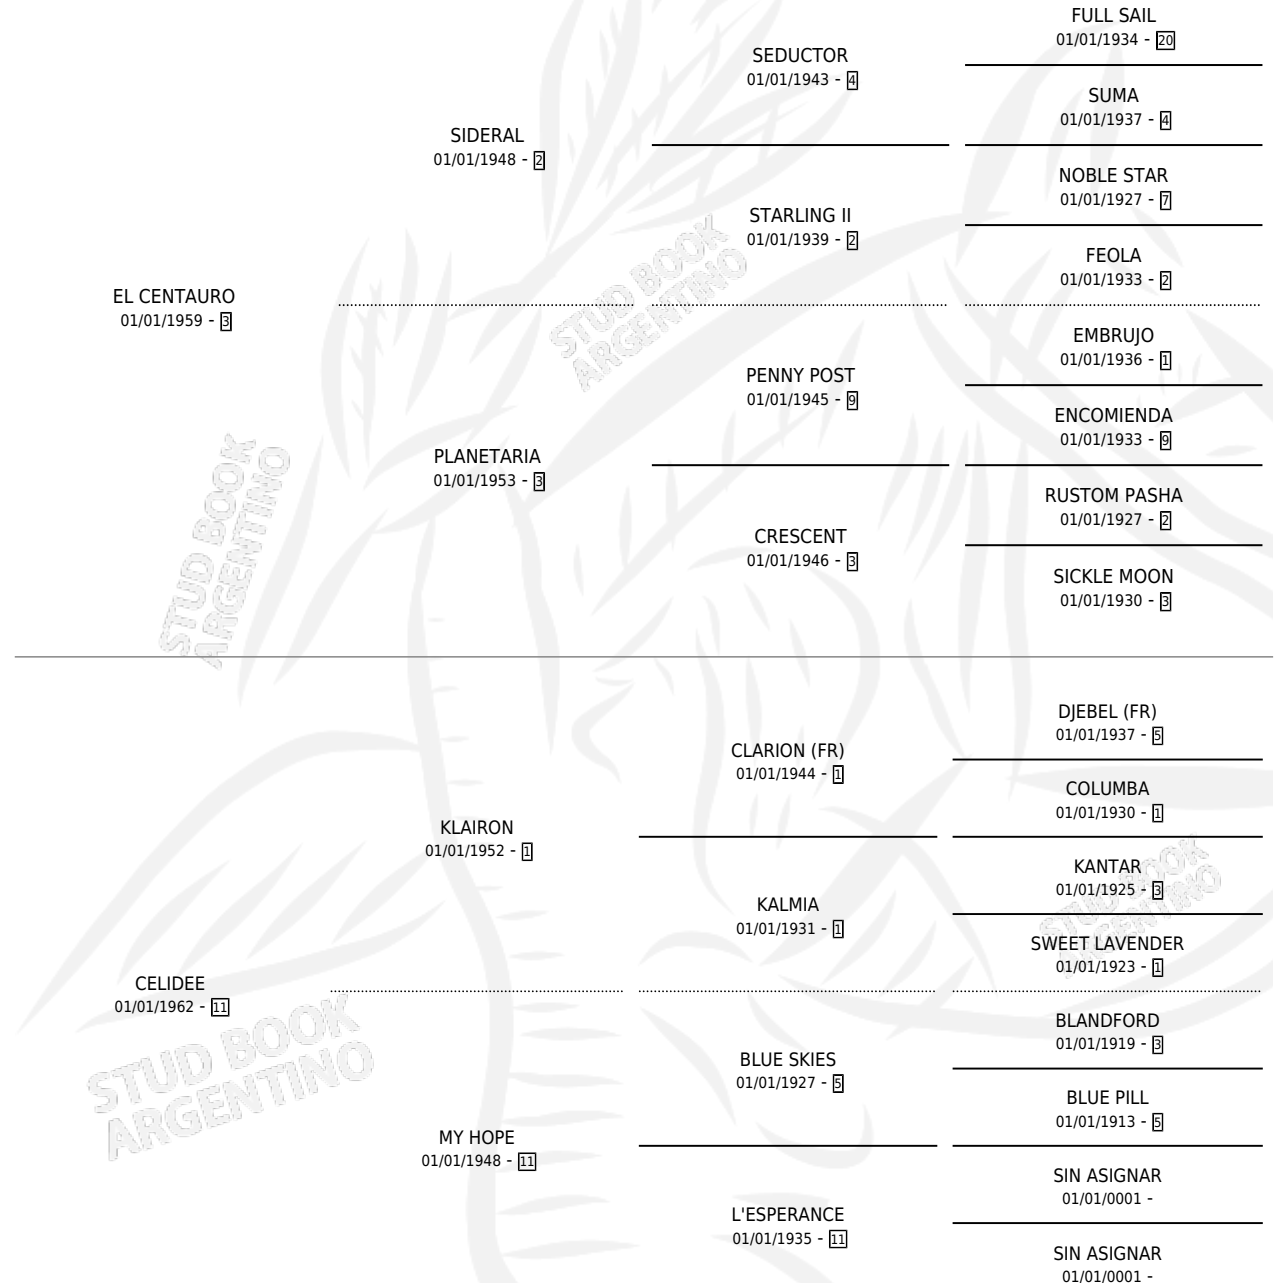 FULL SAIL
01/01/1934 - 20
SEDUCTOR
01/01/1943 - 4
SUMA
01/01/1937 - 4
SIDERAL
01/01/1948 - 2
NOBLE STAR
01/01/1927 - 7
STARLING II
01/01/1939 - 2
FEOLA
01/01/1933 - 2
EL CENTAURO
01/01/1959 - 3
EMBRUJO
01/01/1936 - 1
PENNY POST
01/01/1945 - 9
ENCOMIENDA
01/01/1933 - 9
PLANETARIA
01/01/1953 - 3
RUSTOM PASHA
01/01/1927 - 2
CRESCENT
01/01/1946 - 3
SICKLE MOON
01/01/1930 - 3
STUD BOOK
ARGENTINO
STUD BOOK
ARGENTINO
DJEBEL (FR)
01/01/1937 - 5
CLARION (FR)
01/01/1944 - 1
COLUMBA
01/01/1930 - 1
KLAIRON
01/01/1952 - 1
KANTAR
01/01/1925 - 3
KALMIA
01/01/1931 - 1
SWEET LAVENDER
01/01/1923 - 1
STUD BOOK
ARGENTINO
CELIDEE
01/01/1962 - 11
BLANDFORD
01/01/1919 - 3
BLUE SKIES
01/01/1927 - 5
BLUE PILL
01/01/1913 - 5
STUD BOOK
ARGENTINO
MY HOPE
01/01/1948 - 11
SIN ASIGNAR
01/01/0001 -
L'ESPERANCE
01/01/1935 - 11
SIN ASIGNAR
01/01/0001 -